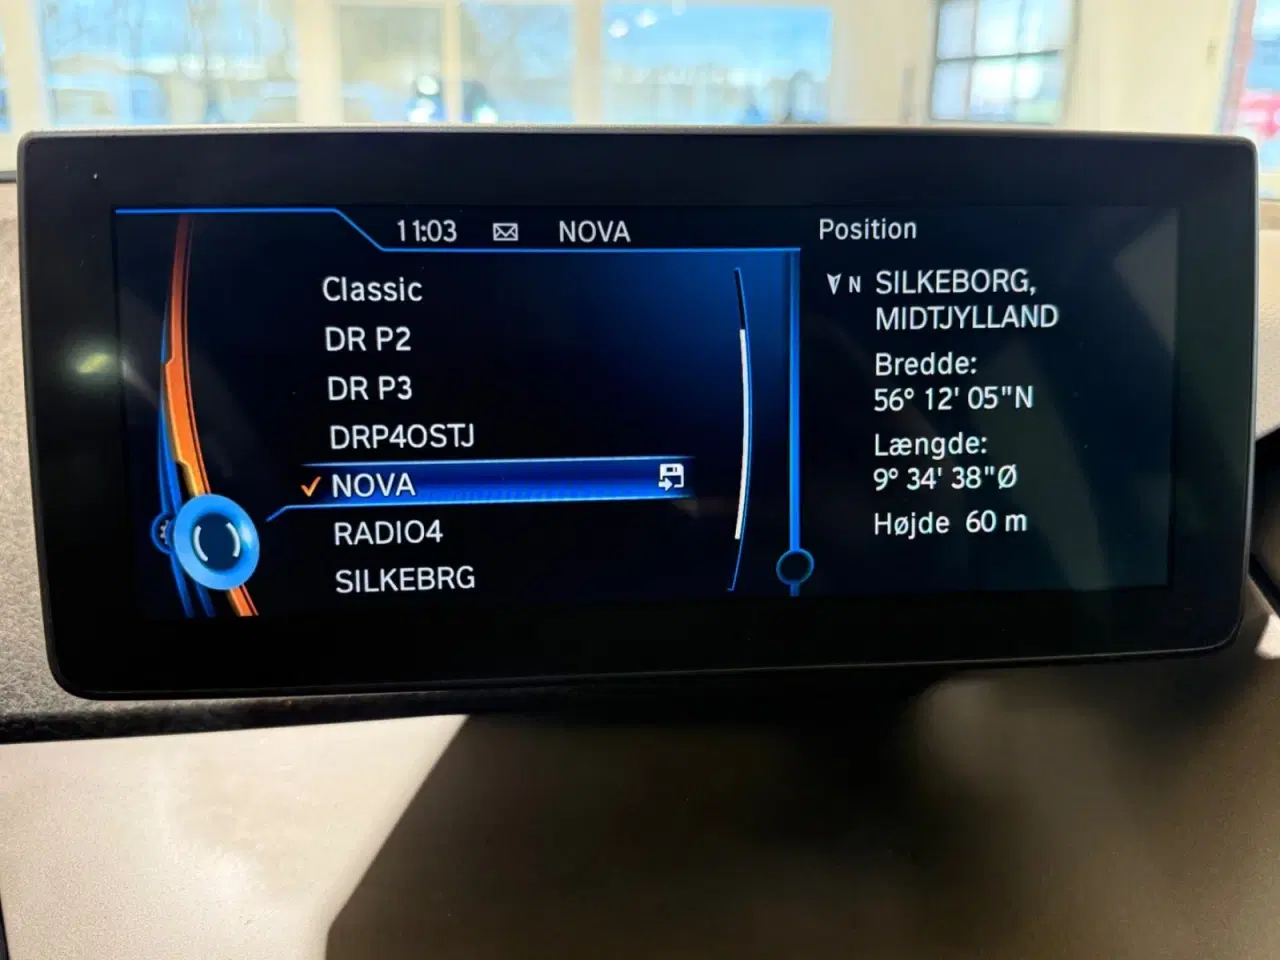 11:03 NOVA
Classic
DR P2
DR P3
DRP4OSTJ
NOVA
RADIO4
SILKEBRG
Position
N SILKEBORG,
MIDTJYLLAND
Bredde:
56° 12' 05"N
Længde:
9° 34' 38"Ø
Højde 60 m